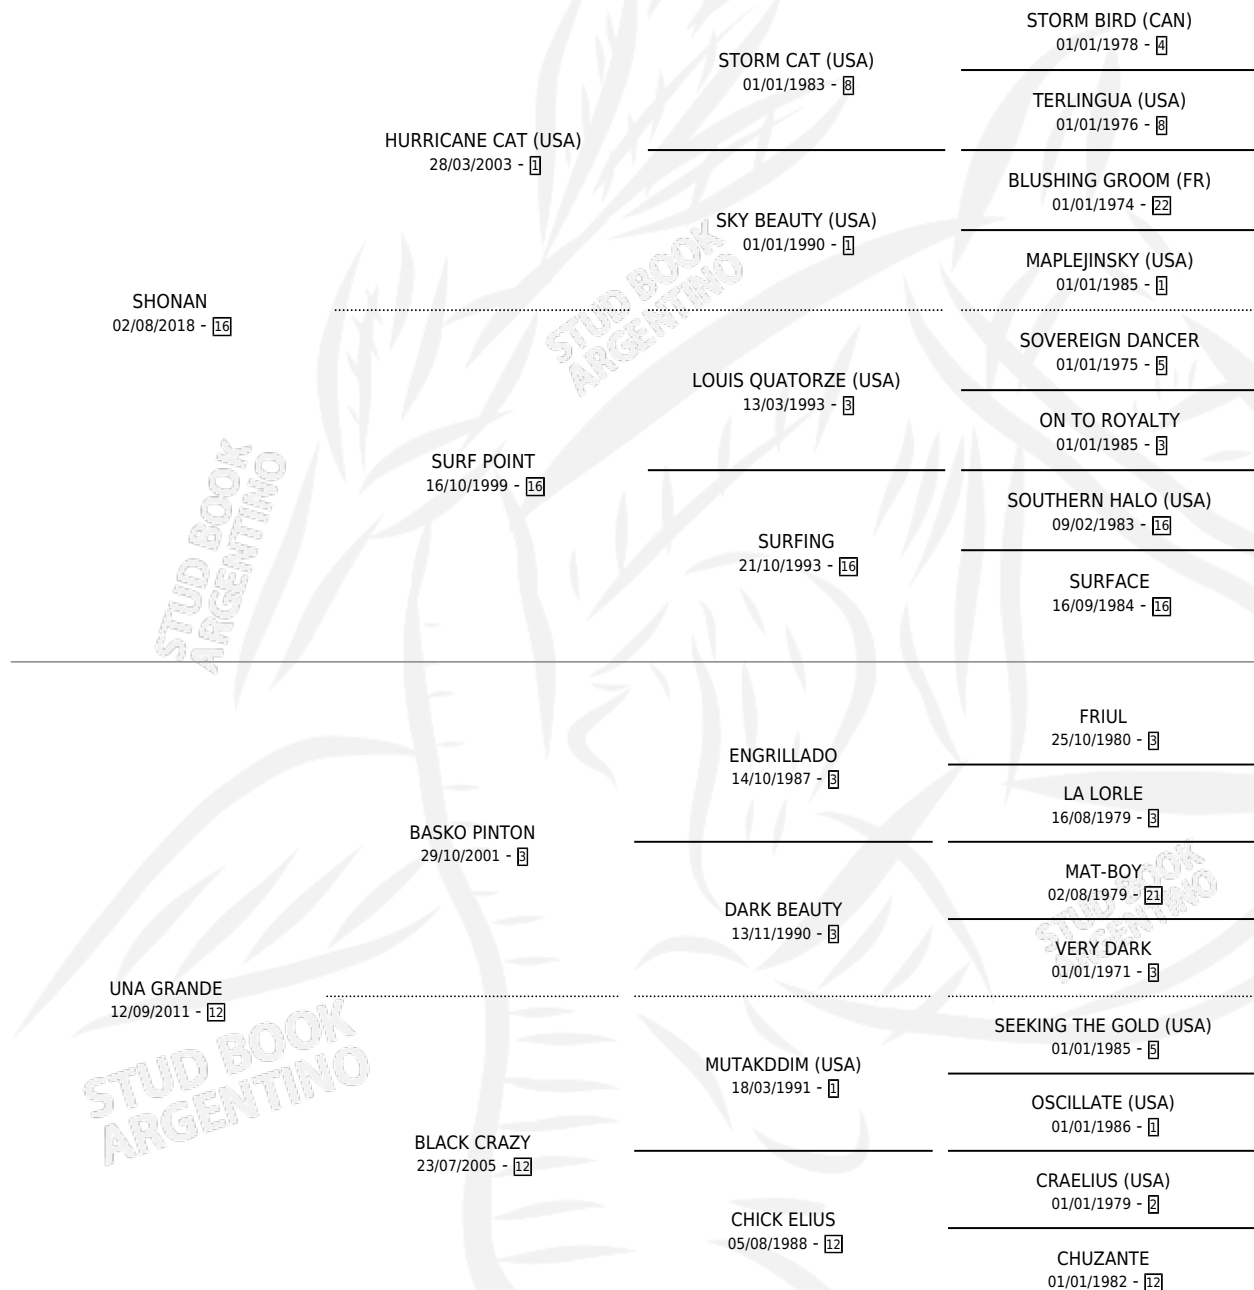 STORM BIRD (CAN)
01/01/1978 - 4
STORM CAT (USA)
01/01/1983 - 8
TERLINGUA (USA)
01/01/1976 - 8
HURRICANE CAT (USA)
28/03/2003 - 1
BLUSHING GROOM (FR)
01/01/1974 - 22
SKY BEAUTY (USA)
01/01/1990 - 1
MAPLEJINSKY (USA)
01/01/1985 - 1
SHONAN
02/08/2018 - 16
STUD BOOK
ARGENTINO
SOVEREIGN DANCER
01/01/1975 - 5
LOUIS QUATORZE (USA)
13/03/1993 - 3
ON TO ROYALTY
01/01/1985 - 3
SURF POINT
16/10/1999 - 16
SOUTHERN HALO (USA)
09/02/1983 - 16
SURFING
21/10/1993 - 16
SURFACE
16/09/1984 - 16
STUD BOOK
ARGENTINO
FRIUL
25/10/1980 - 3
ENGRILLADO
14/10/1987 - 3
LA LORLE
16/08/1979 - 3
BASKO PINTON
29/10/2001 - 3
MAT-BOY
02/08/1979 - 21
DARK BEAUTY
13/11/1990 - 3
STUD BOOK
ARGENTINO
VERY DARK
01/01/1971 - 3
UNA GRANDE
12/09/2011 - 12
STUD BOOK
ARGENTINO
SEEKING THE GOLD (USA)
01/01/1985 - 5
MUTAKDDIM (USA)
18/03/1991 - 1
OSCILLATE (USA)
01/01/1986 - 1
BLACK CRAZY
23/07/2005 - 12
CRAELIUS (USA)
01/01/1979 - 2
CHICK ELIUS
05/08/1988 - 12
CHUZANTE
01/01/1982 - 12